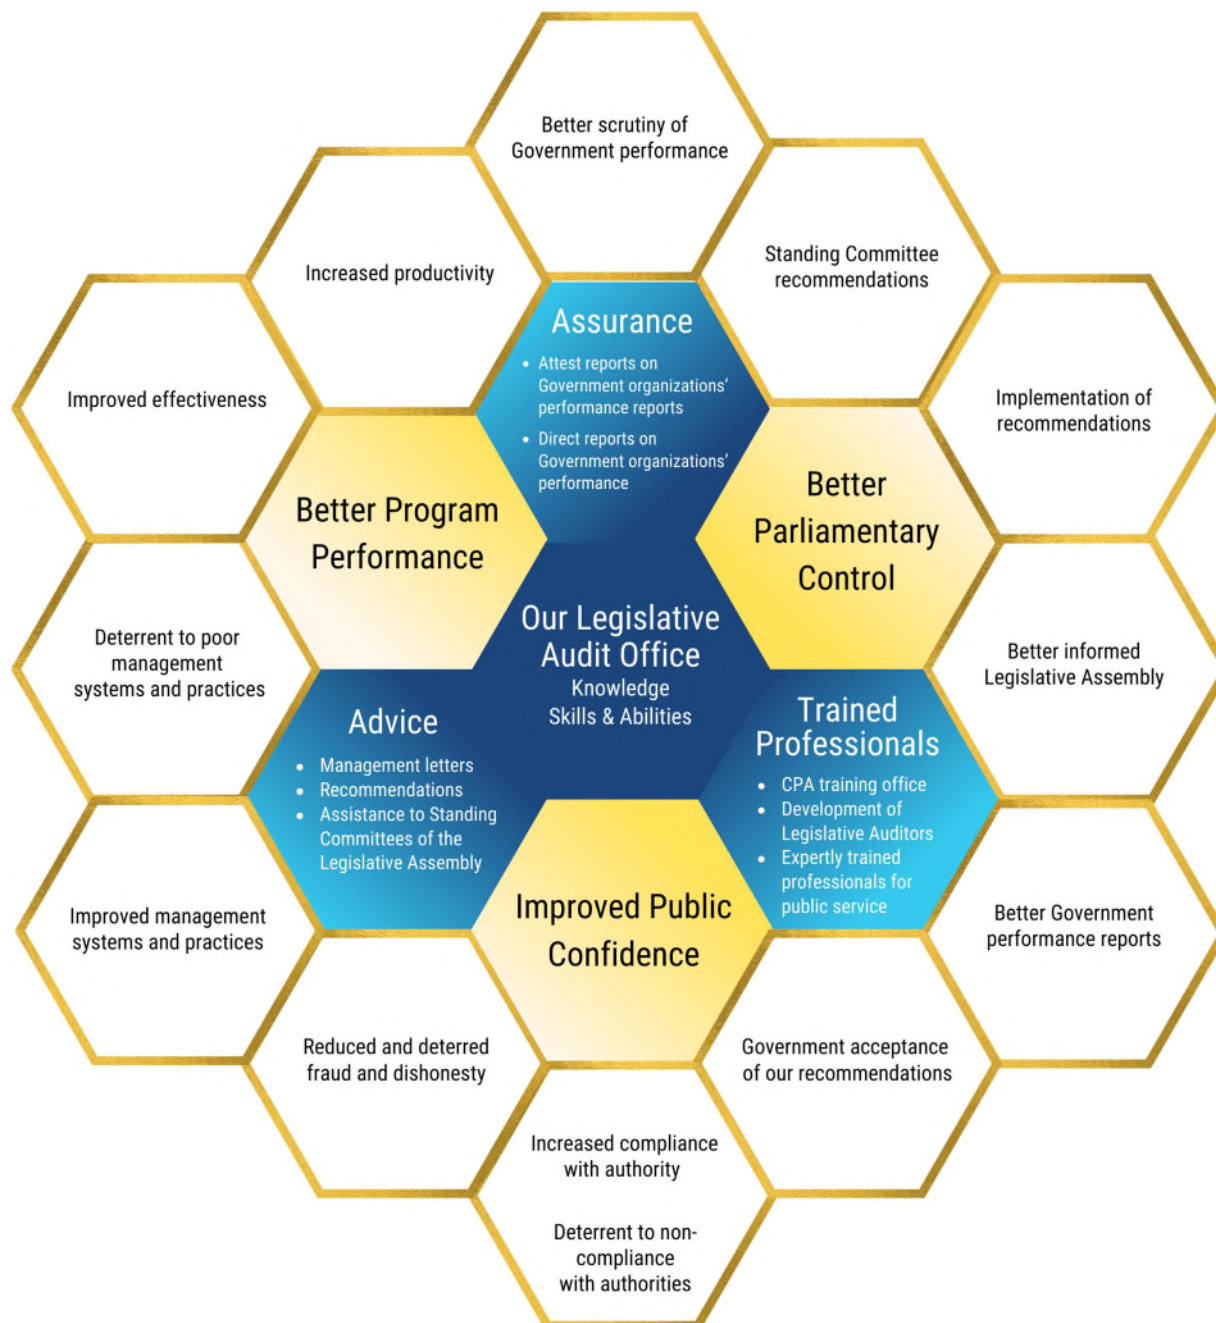 Better scrutiny of
Government performance
Increased productivity
Standing Committee
recommendations
Improved effectiveness
Assurance
• Attest reports on
Government organizations'
performance reports
• Direct reports on
Government organizations'
performance
Implementation of
recommendations
Better Program
Performance
Better
Parliamentary
Control
Deterrent to poor
management
systems and practices
Our Legislative
Audit Office
Knowledge
Skills & Abilities
Better informed
Legislative Assembly
Advice
• Management letters
• Recommendations
• Assistance to Standing
Committees of the
Legislative Assembly
Trained
Professionals
• CPA training office
• Development of
Legislative Auditors
• Expertly trained
professionals for
public service
Improved management
systems and practices
Improved Public
Confidence
Better Government
performance reports
Reduced and deterred
fraud and dishonesty
Government acceptance
of our recommendations
Increased compliance
with authority
Deterrent to non-
compliance
with authorities